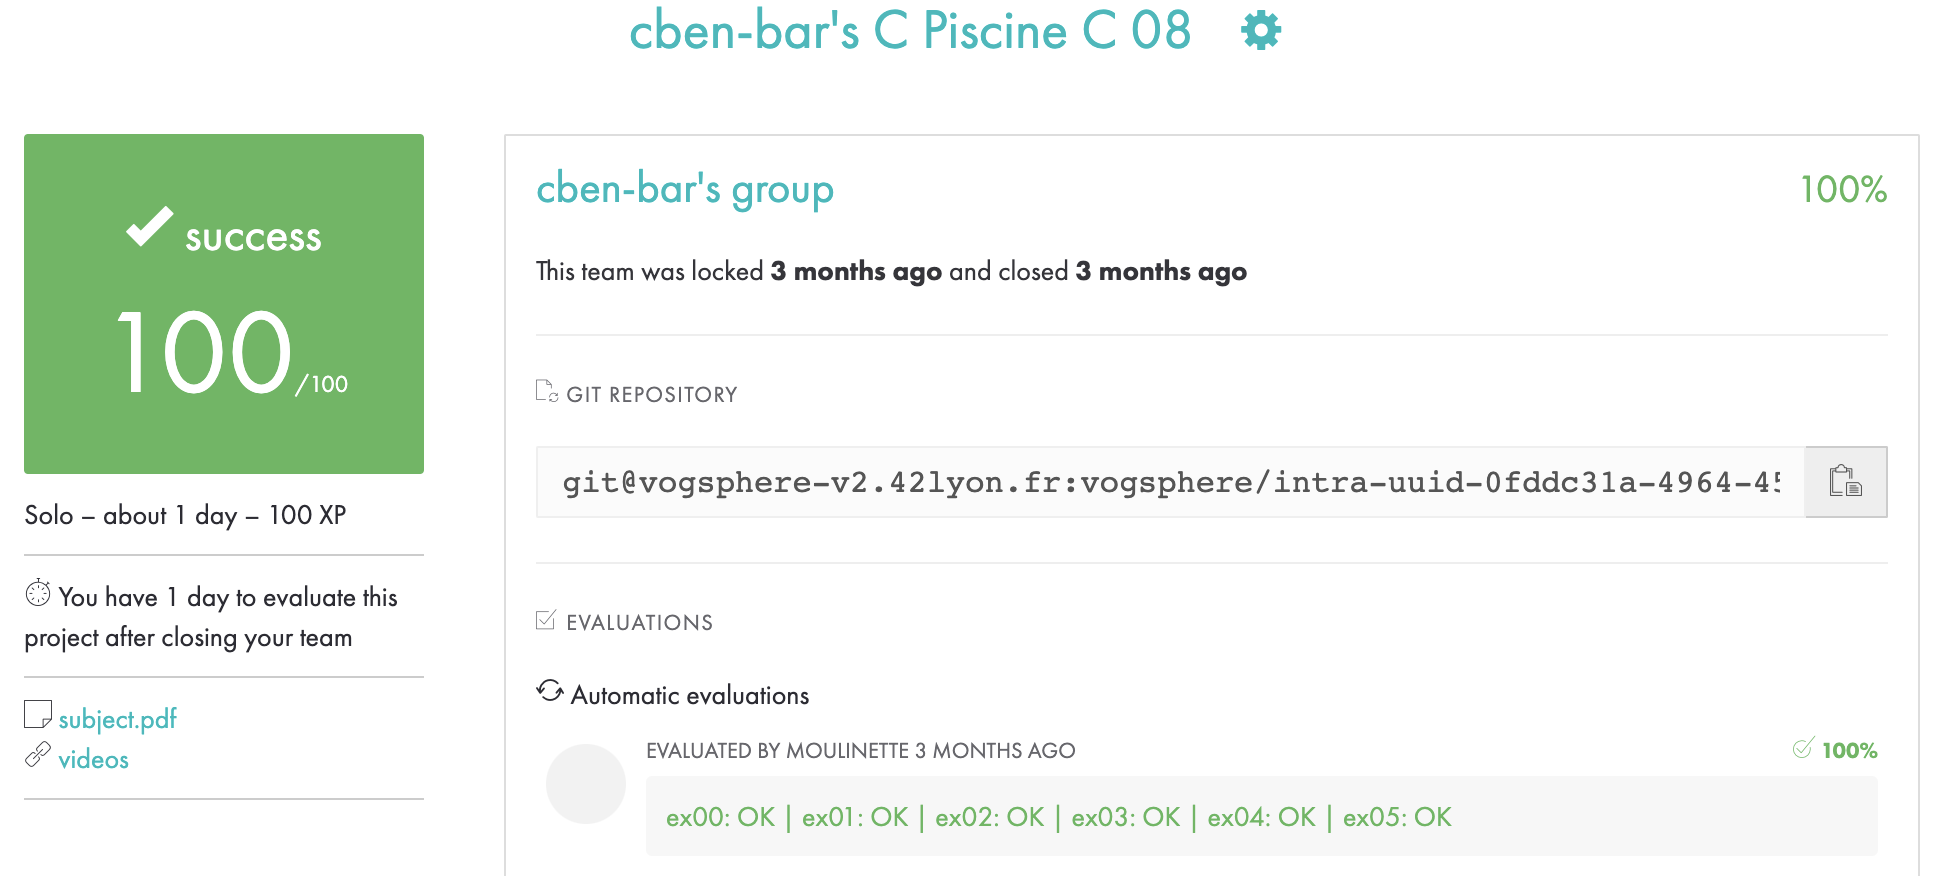 cben-bar's C Piscine C 08
success
100/100
Solo – about 1 day – 100 XP
You have 1 day to evaluate this
project after closing your team
subject.pdf
videos
cben-bar's group 100%
This team was locked 3 months ago and closed 3 months ago
GIT REPOSITORY
git@vogsphere-v2.42lyon.fr:vogsphere/intra-uuid-0fddc31a-4964-45
EVALUATIONS
Automatic evaluations
EVALUATED BY MOULINETTE 3 MONTHS AGO 100%
ex00: OK | ex01: OK | ex02: OK | ex03: OK | ex04: OK | ex05: OK